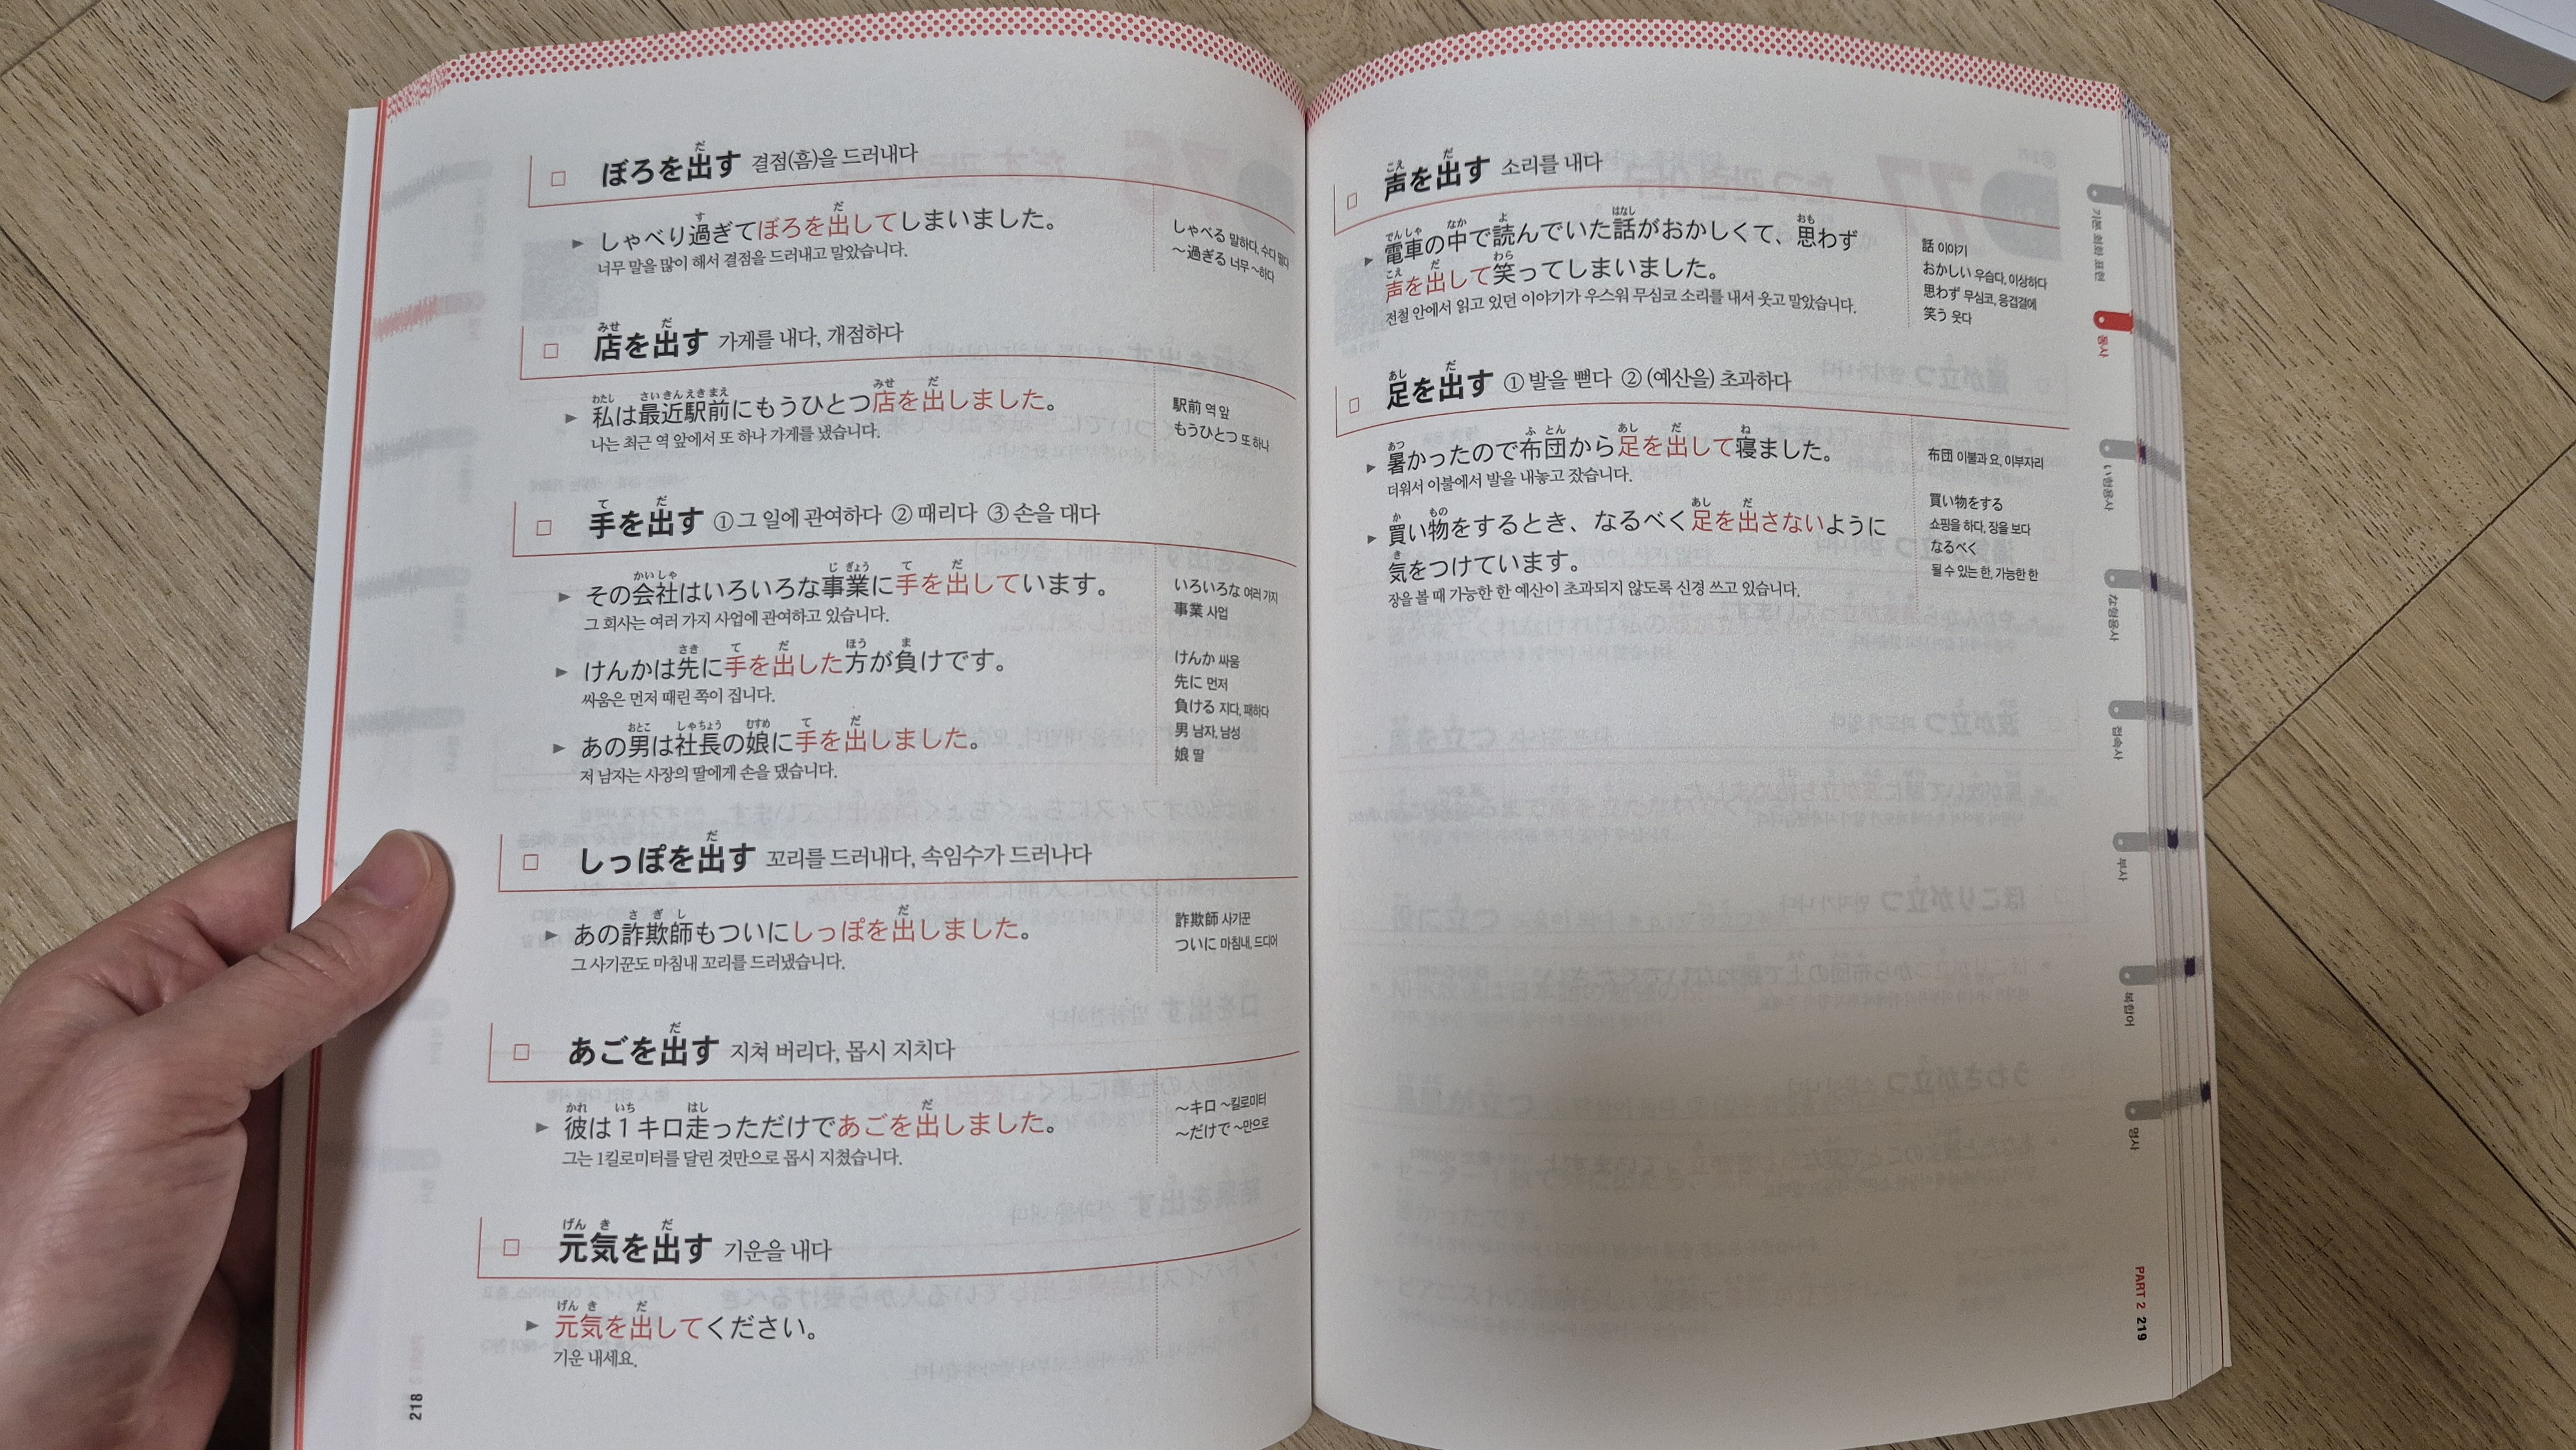 ぼろを出す 결점(흠)을 드러내다
しゃべり過ぎてぼろを出してしまいました。
너무 말을 많이 해서 결점을 드러내고 말았습니다.
しゃべる 말하다, 수다 떨다
～過ぎる 너무 ~하다
店を出す 가게를 내다, 개점하다
私は最近駅前にもうひとつ店を出しました。
나는 최근 역 앞에서 또 하나 가게를 냈습니다.
駅前 역 앞
もうひとつ 또 하나
手を出す ① 그 일에 관여하다 ② 때리다 ③ 손을 대다
その会社はいろいろな事業に手を出しています。
그 회사는 여러 가지 사업에 관여하고 있습니다.
いろいろな 여러 가지
事業 사업
けんかは先に手を出した方が負けです。
싸움은 먼저 때린 쪽이 집니다.
けんか 싸움
先に 먼저
負ける 지다, 패하다
あの男は社長の娘に手を出しました。
저 남자는 사장의 딸에게 손을 댔습니다.
男 남자, 남성
娘 딸
しっぽを出す 꼬리를 드러내다, 속임수가 드러나다
あの詐欺師もついにしっぽを出しました。
그 사기꾼도 마침내 꼬리를 드러냈습니다.
詐欺師 사기꾼
ついに 마침내, 드디어
あごを出す 지쳐 버리다, 몹시 지치다
彼は1キロ走っただけであごを出しました。
그는 1킬로미터를 달린 것만으로 몹시 지쳤습니다.
～キロ ~킬로미터
～だけで ~만으로
元気を出す 기운을 내다
元気を出してください。
기운 내세요.
218
声を出す 소리를 내다
電車の中で読んでいた話がおかしくて、思わず
声を出して笑ってしまいました。
전철 안에서 읽고 있던 이야기가 우스워 무심코 소리를 내서 웃고 말았습니다.
話 이야기
おかしい 우습다, 이상하다
思わず 무심코, 엉겁결에
笑う 웃다
足を出す ① 발을 뻗다 ② (예산을) 초과하다
暑かったので布団から足を出して寝ました。
더워서 이불에서 발을 내놓고 잤습니다.
布団 이불과 요, 이부자리
買い物をするとき、なるべく足を出さないように
気をつけています。
장을 볼 때 가능한 한 예산이 초과되지 않도록 신경 쓰고 있습니다.
買い物をする
쇼핑을 하다, 장을 보다
なるべく
될 수 있는 한, 가능한 한
기본 회화 표현
동사
い형용사
な형용사
접속사
부사
복합어
명사
PART 2 219